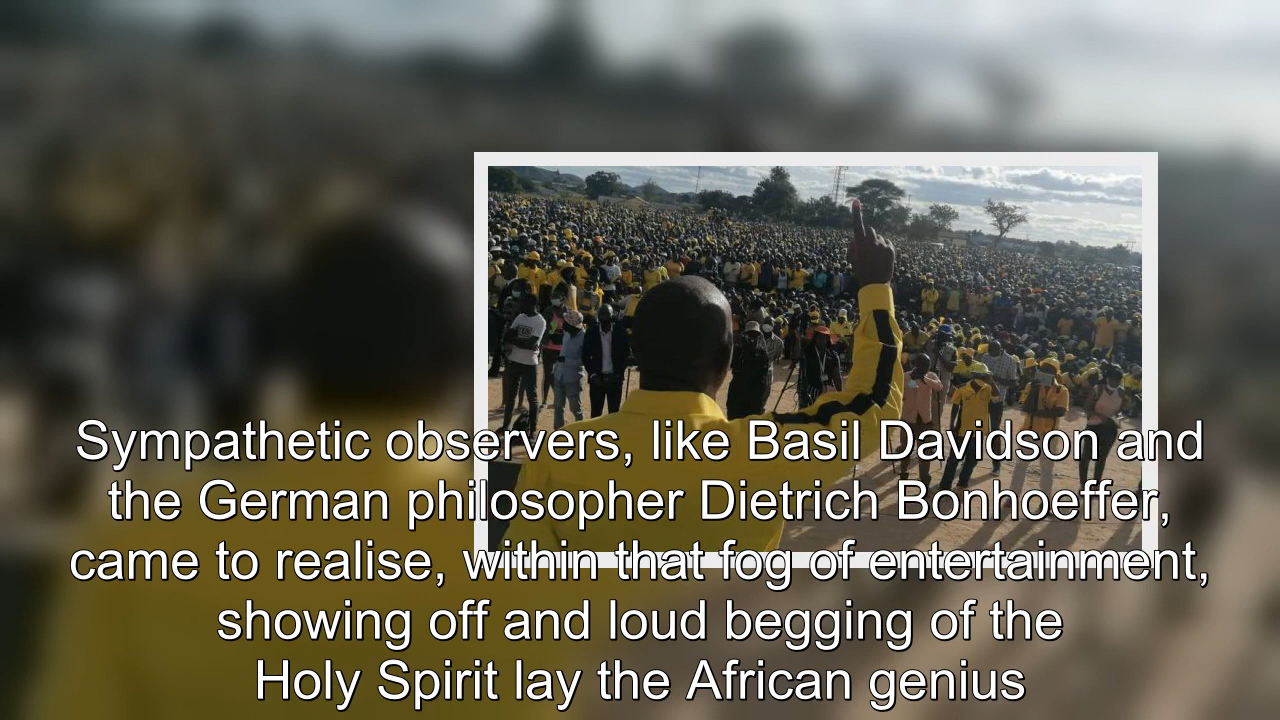 Sympathetic observers, like Basil Davidson and
the German philosopher Dietrich Bonhoeffer,
came to realise, within that fog of entertainment,
showing off and loud begging of the
Holy Spirit lay the African genius